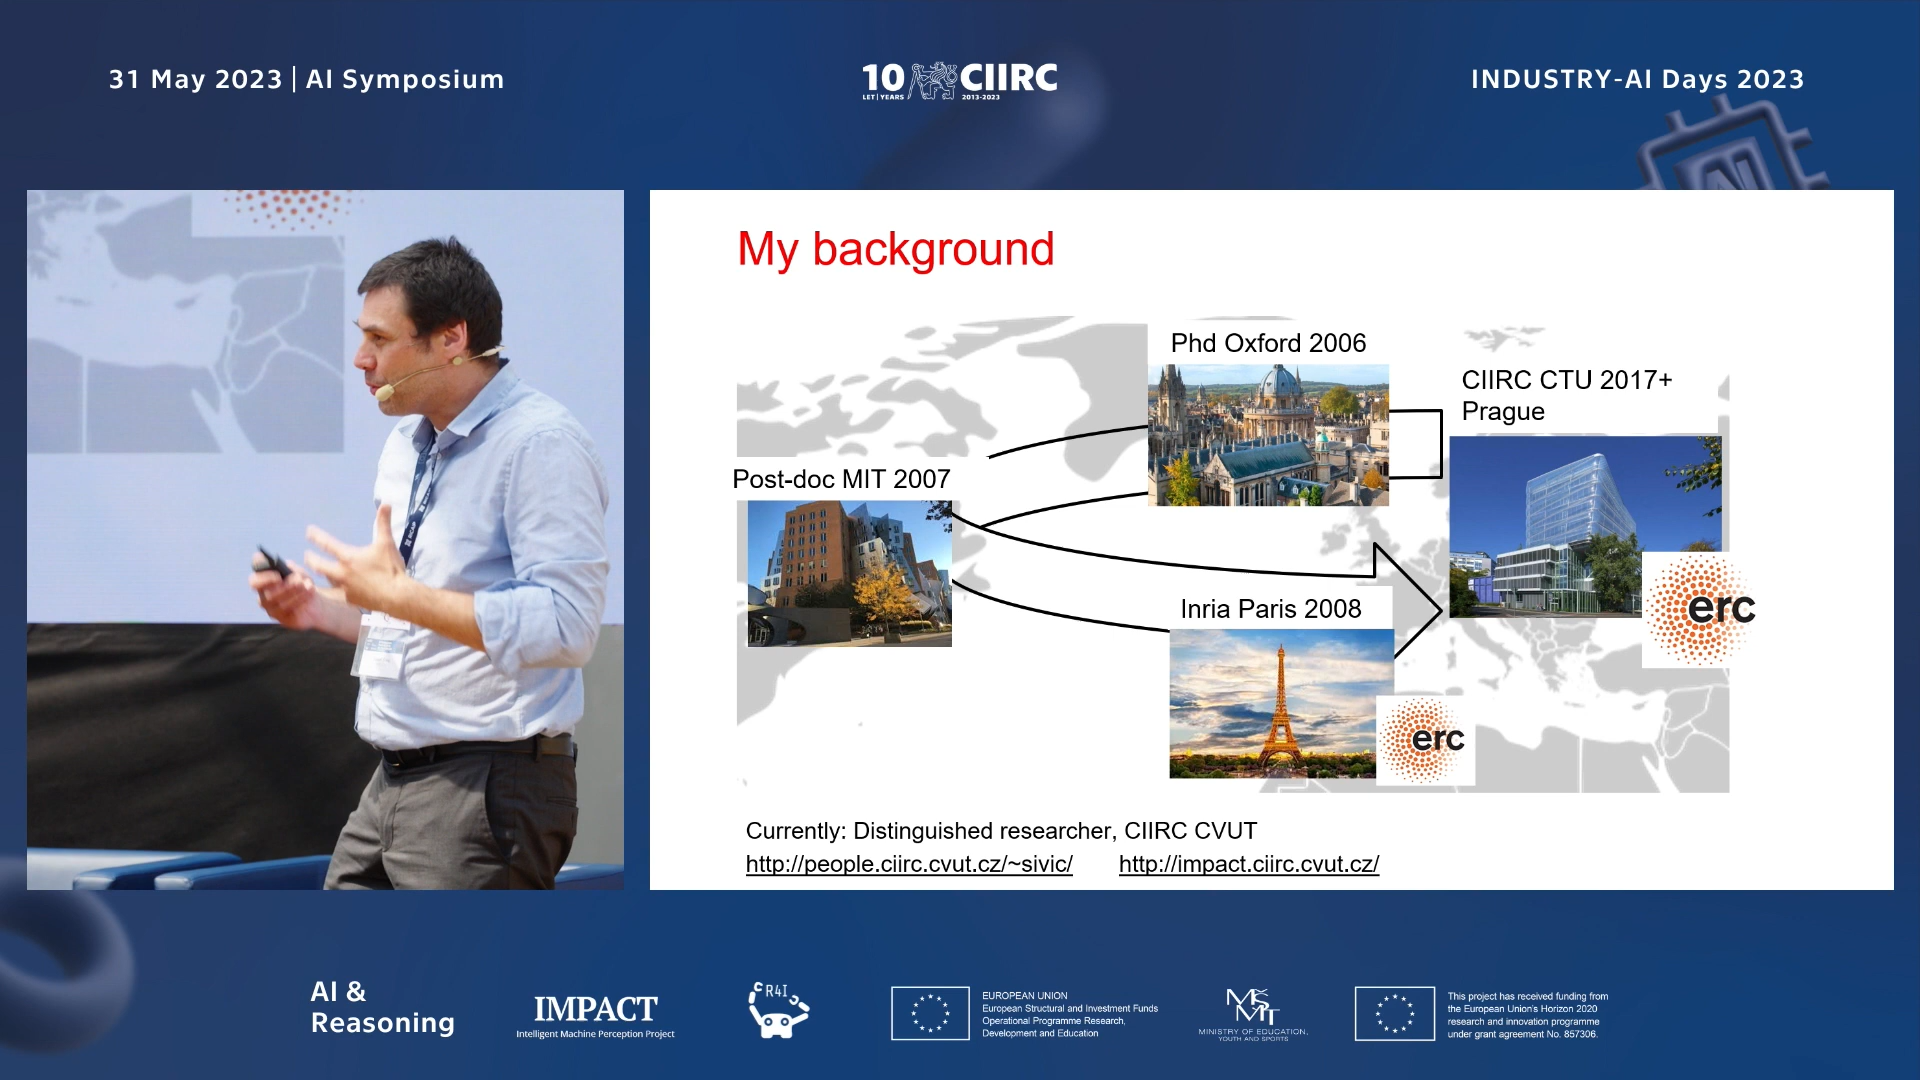 31 May 2023 | AI Symposium
10 CIIRC
LET | YEARS 2013-2023
INDUSTRY-AI Days 2023
AI
My background
Phd Oxford 2006
CIIRC CTU 2017+
Prague
Post-doc MIT 2007
Inria Paris 2008
erc
erc
Currently: Distinguished researcher, CIIRC CVUT
http://people.ciirc.cvut.cz/~sivic/ http://impact.ciirc.cvut.cz/
AI &
Reasoning
IMPACT
Intelligent Machine Perception Project
R4I
EUROPEAN UNION
European Structural and Investment Funds
Operational Programme Research,
Development and Education
MŠMT
MINISTRY OF EDUCATION,
YOUTH AND SPORTS
This project has received funding from
the European Union's Horizon 2020
research and innovation programme
under grant agreement No. 857306.